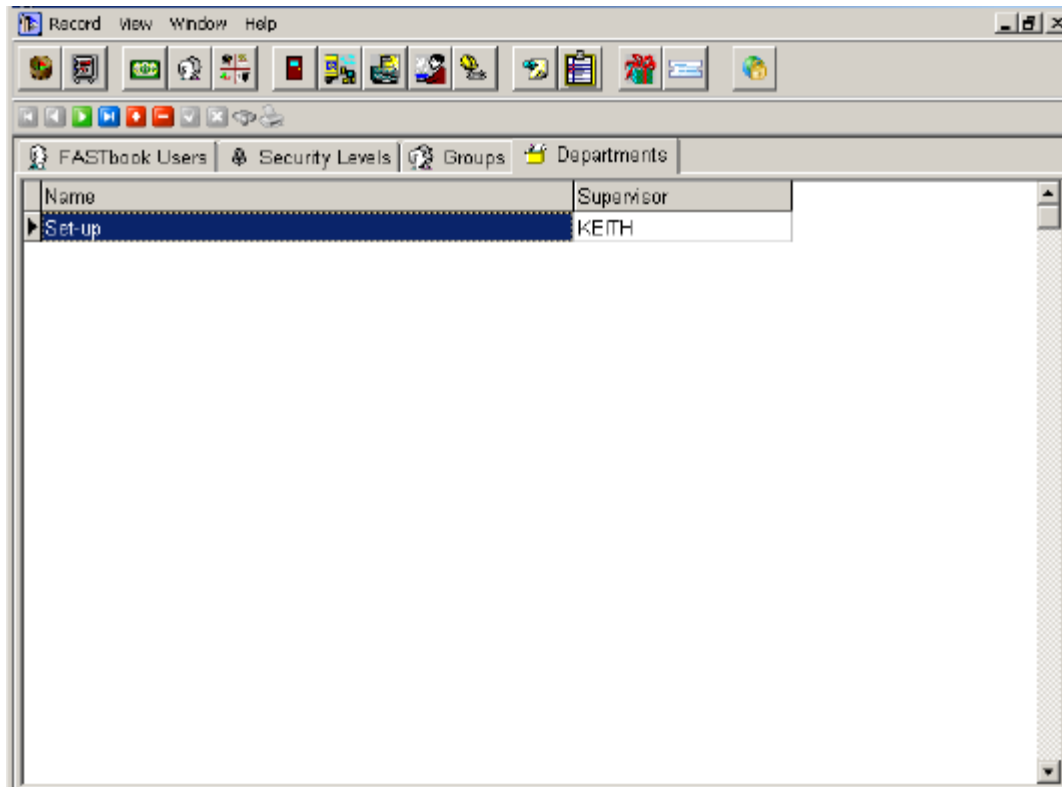 Record View Window Help
FASTbook Users Security Levels Groups Departments
Name Supervisor
Set-up KEITH